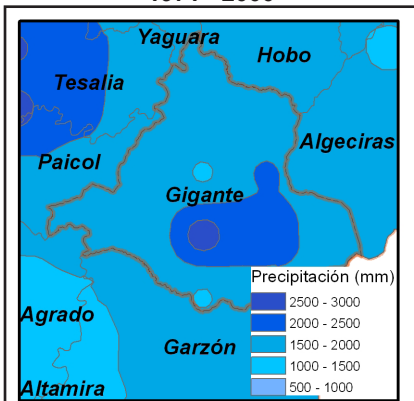 Yaguara
Hobo
Tesalia
Algeciras
Paicol
Gigante
Precipitación (mm)
2500 - 3000
2000 - 2500
1500 - 2000
1000 - 1500
500 - 1000
Agrado
Garzón
Altamira